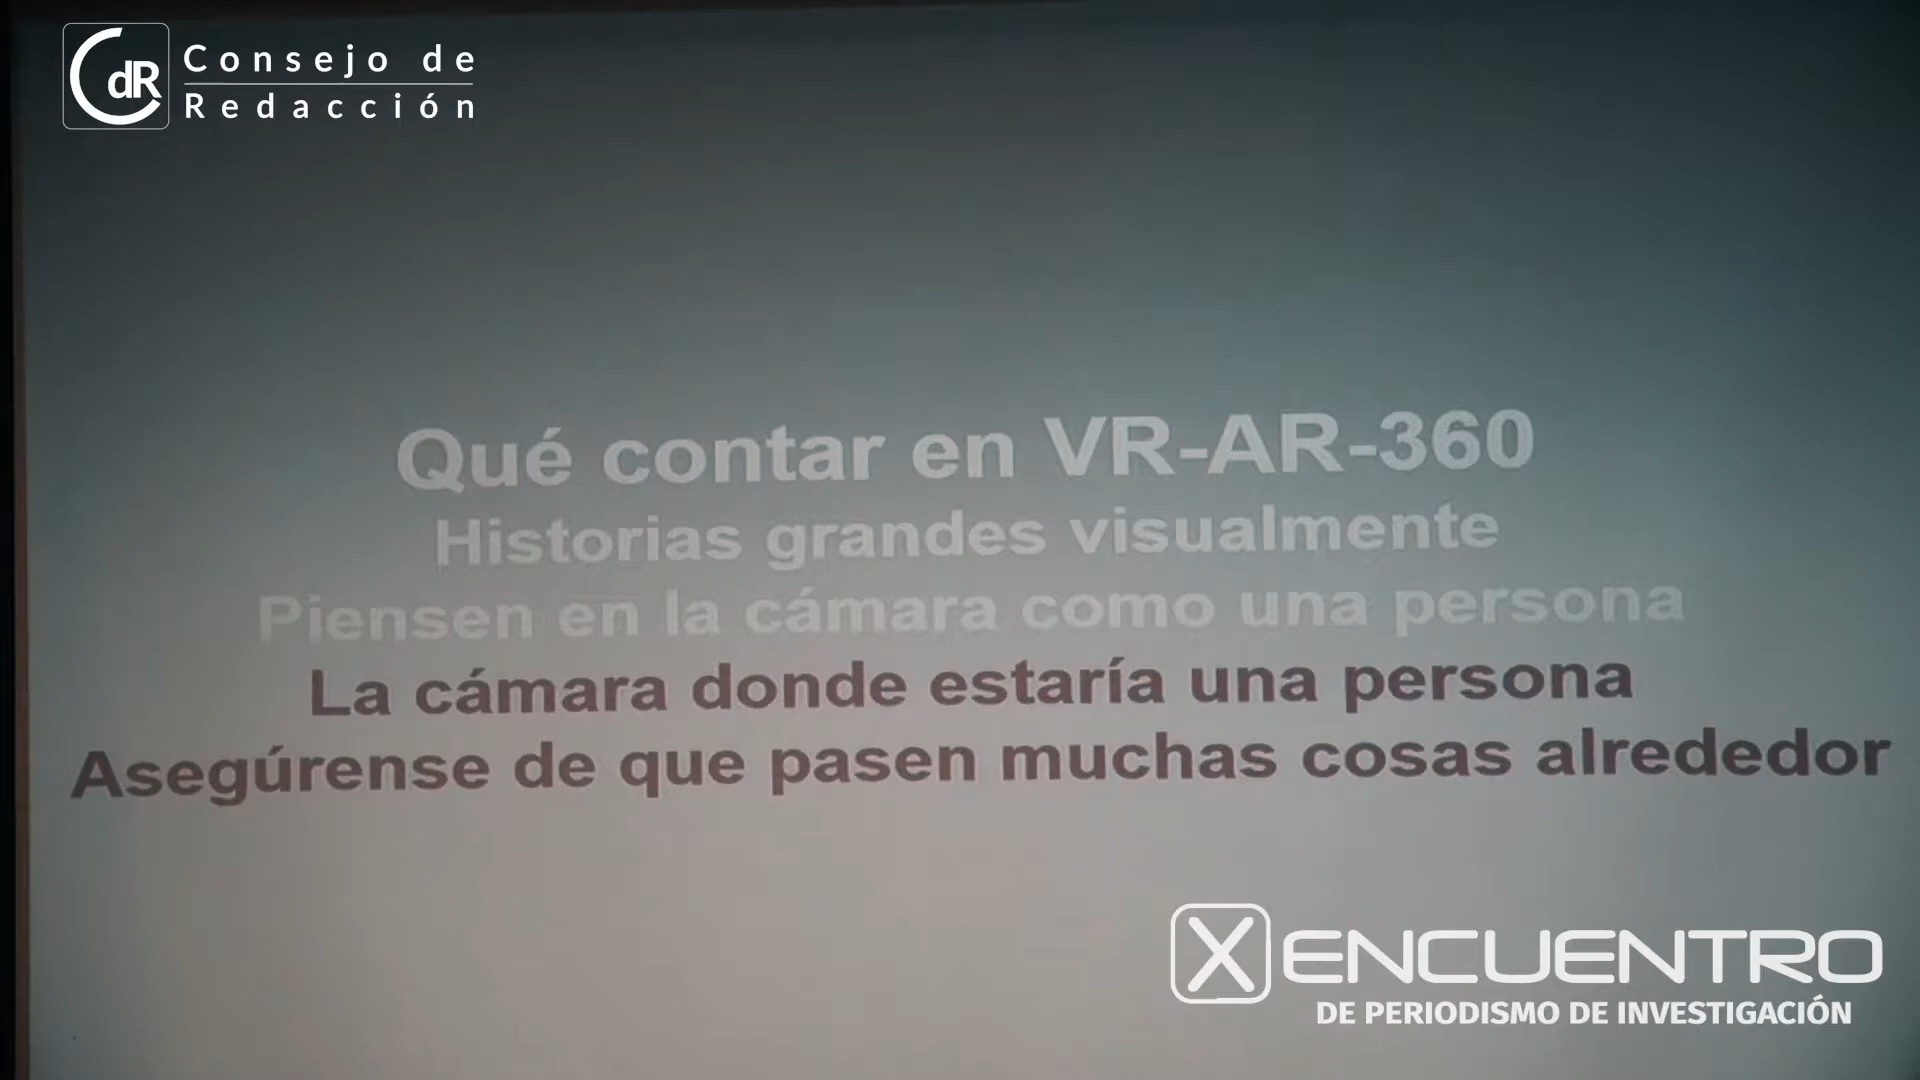 CdR
Consejo de
Redacción
Qué contar en VR-AR-360
Historias grandes visualmente
Piensen en la cámara como una persona
La cámara donde estaría una persona
Asegúrense de que pasen muchas cosas alrededor
X ENCUENTRO
DE PERIODISMO DE INVESTIGACIÓN